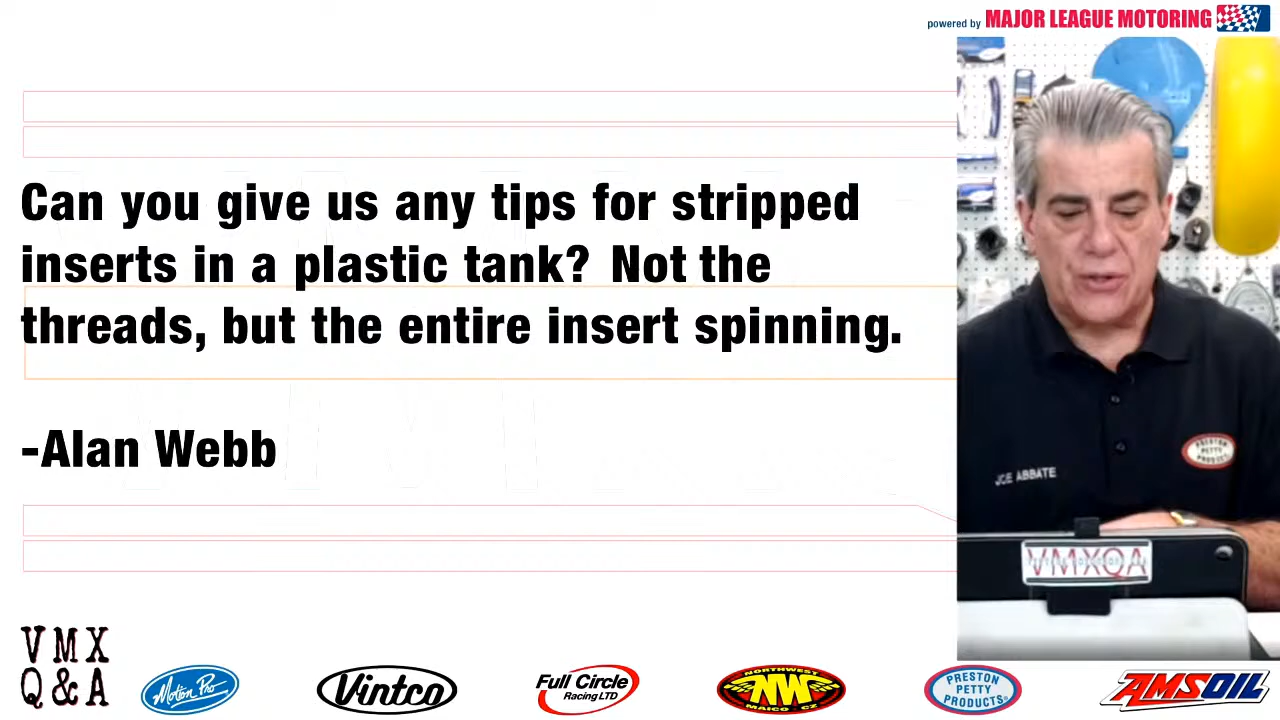 powered by MAJOR LEAGUE MOTORING
Can you give us any tips for stripped
inserts in a plastic tank? Not the
threads, but the entire insert spinning.
-Alan Webb
PRESTON
PETTY
PRODUCTS
JOE ABBATE
VMXQA
VMX
Q&A
Motion Pro
Vintco
Full Circle
Racing LTD
NORTHWEST
NW
MAICO - CZ
PRESTON
PETTY
PRODUCTS
AMSOIL